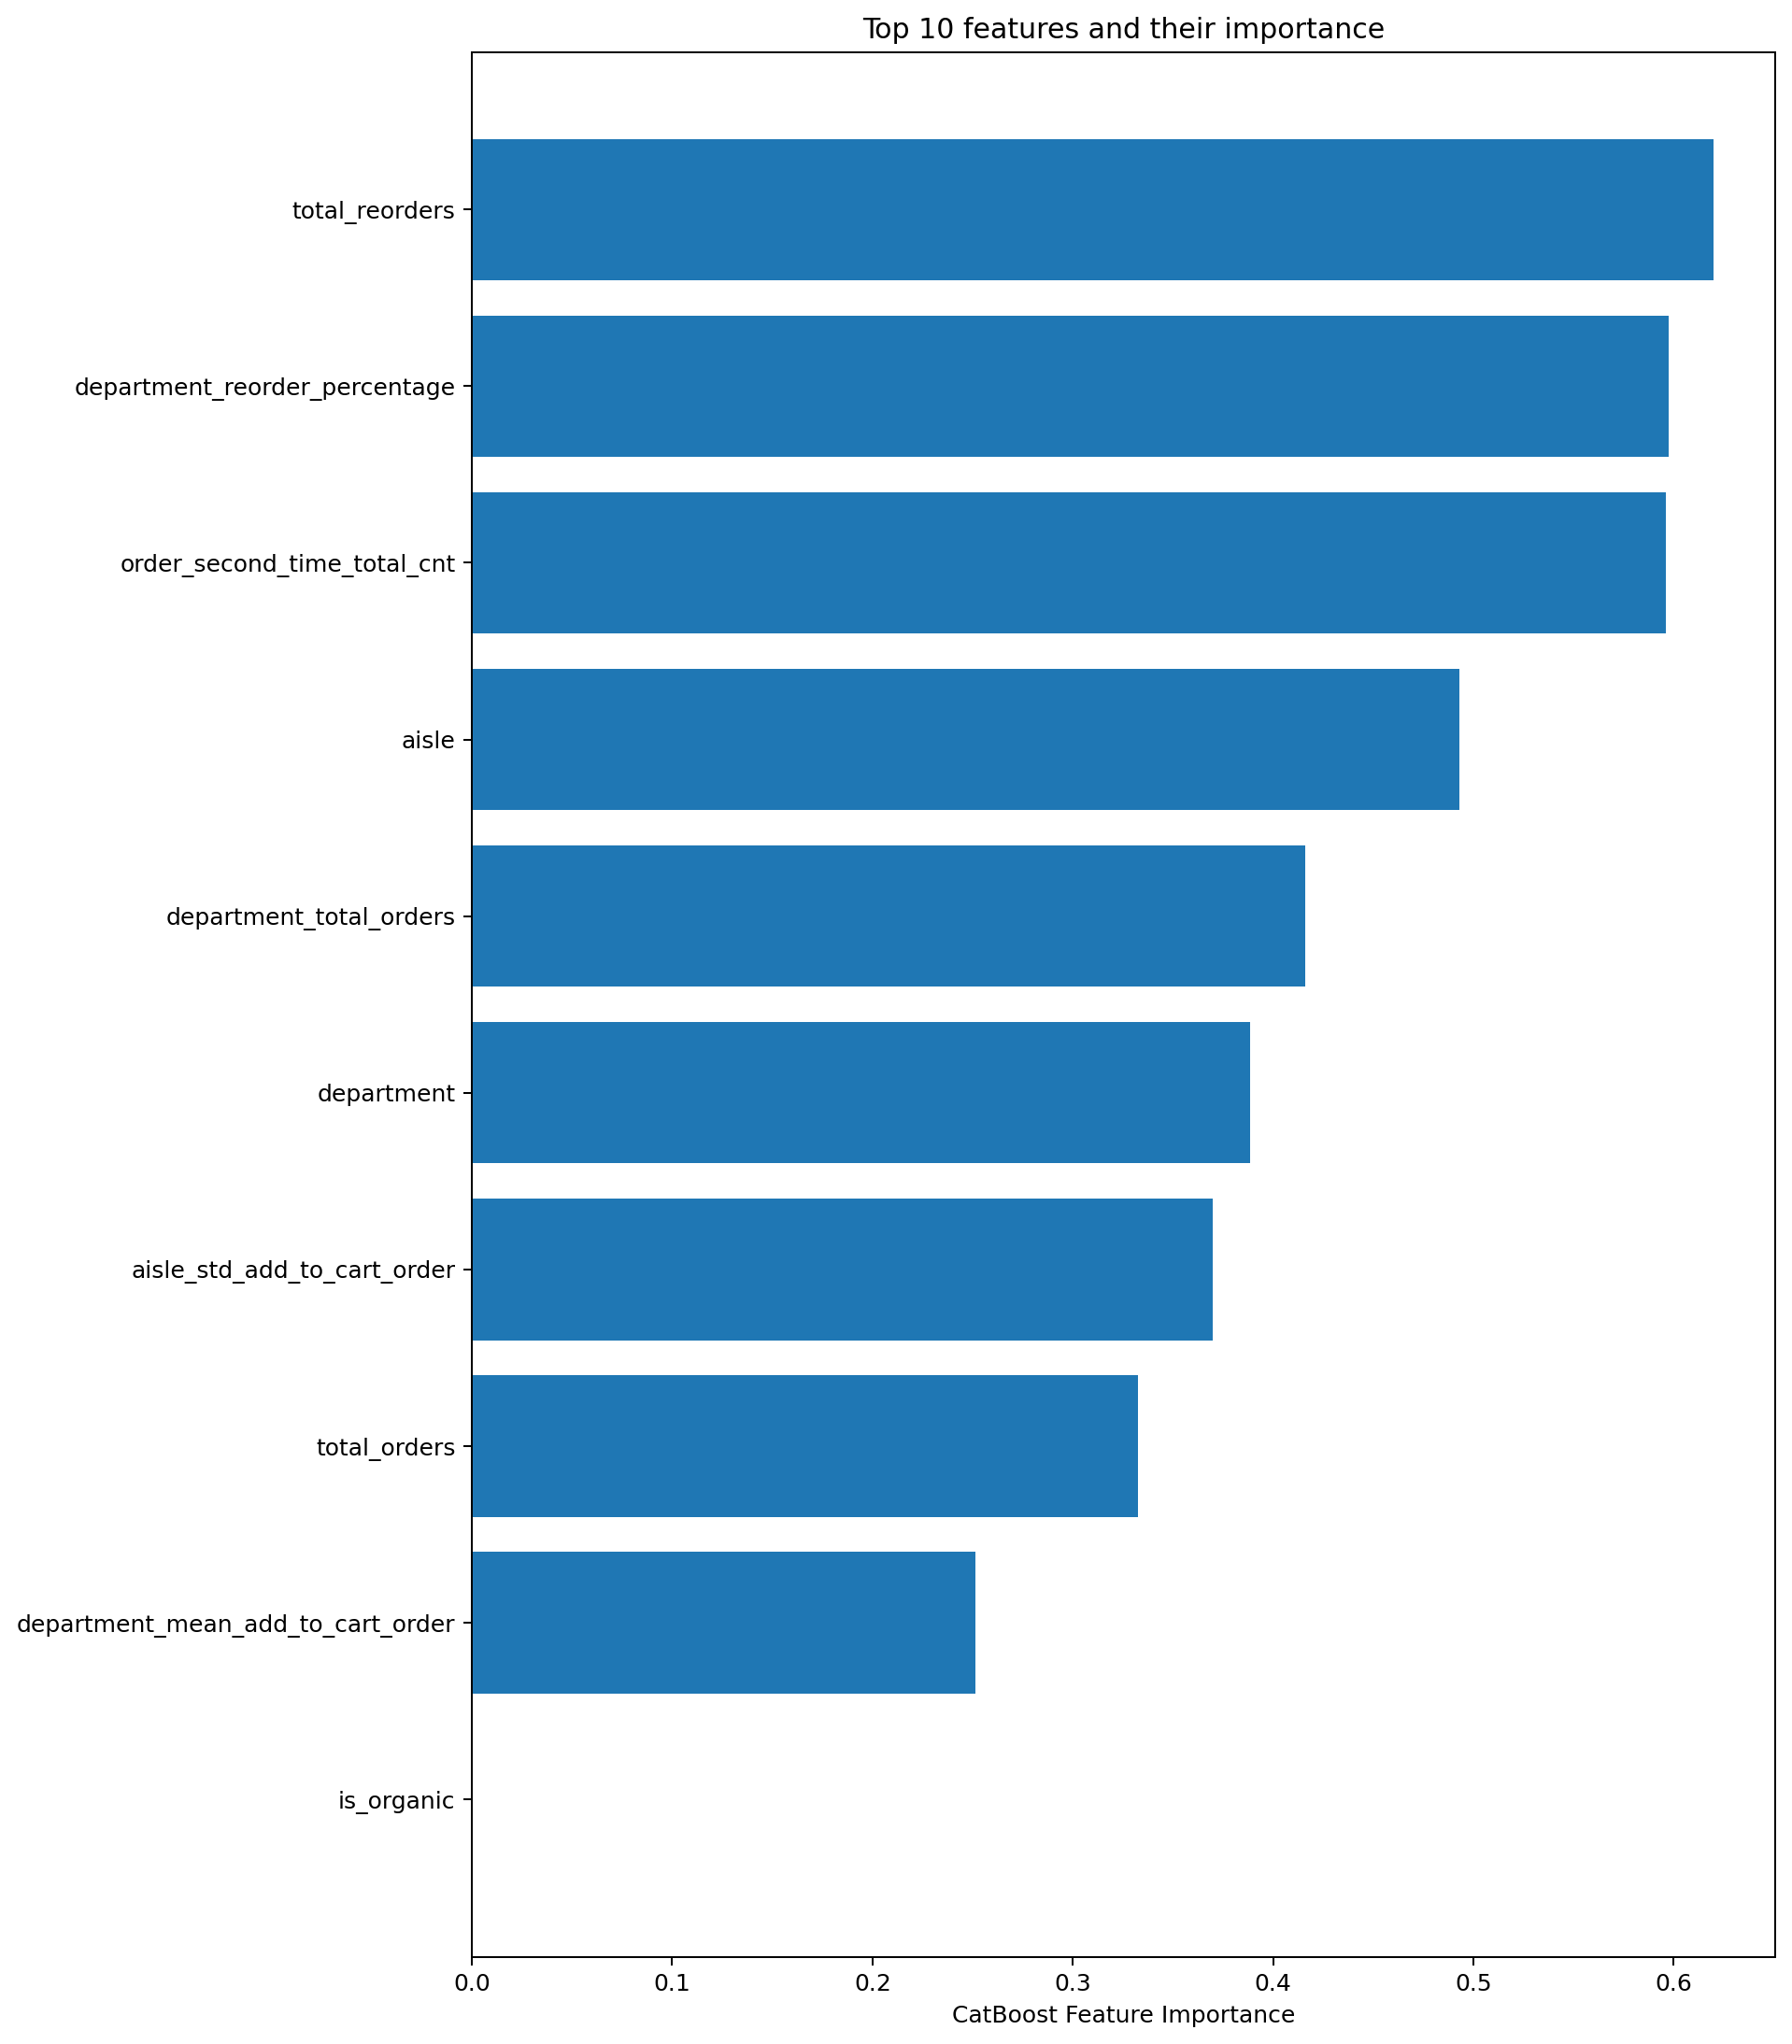 Top 10 features and their importance
total_reorders
department_reorder_percentage
order_second_time_total_cnt
aisle
department_total_orders
department
aisle_std_add_to_cart_order
total_orders
department_mean_add_to_cart_order
is_organic
0.0 0.1 0.2 0.3 0.4 0.5 0.6
CatBoost Feature Importance